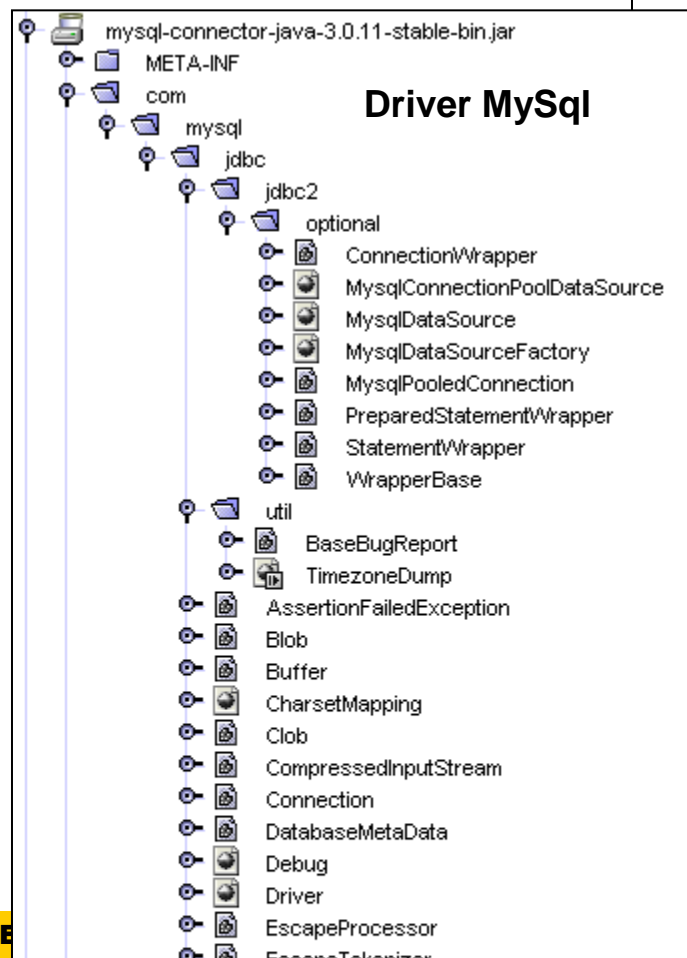 mysql-connector-java-3.0.11-stable-bin.jar
META-INF
com
Driver MySql
mysql
jdbc
jdbc2
optional
ConnectionWrapper
MysqlConnectionPoolDataSource
MysqlDataSource
MysqlDataSourceFactory
MysqlPooledConnection
PreparedStatementWrapper
StatementWrapper
WrapperBase
util
BaseBugReport
TimezoneDump
AssertionFailedException
Blob
Buffer
CharsetMapping
Clob
CompressedInputStream
Connection
DatabaseMetaData
Debug
Driver
EscapeProcessor